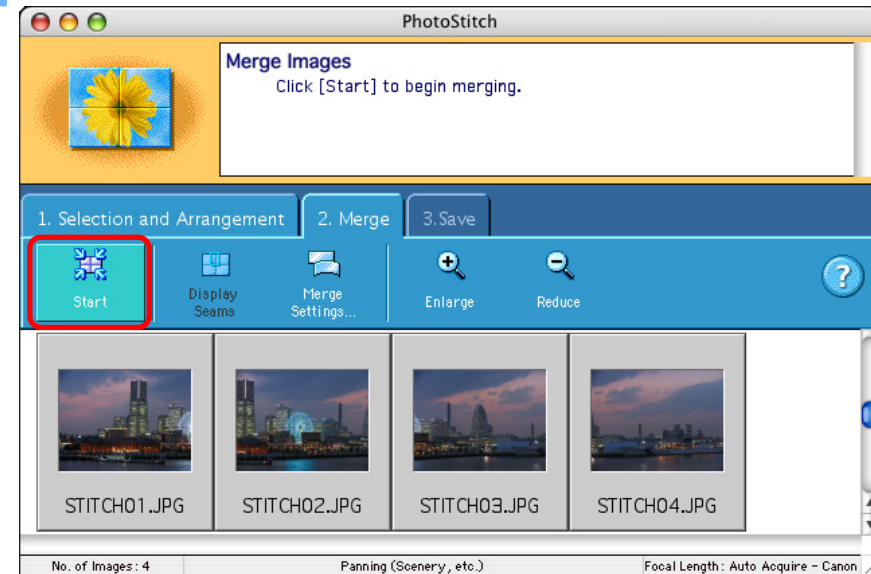 PhotoStitch
Merge Images
Click [Start] to begin merging.
1. Selection and Arrangement
2. Merge
3.Save
Start
Display
Seams
Merge
Settings...
Enlarge
Reduce
?
STITCH01.JPG
STITCH02.JPG
STITCH03.JPG
STITCH04.JPG
No. of Images: 4
Panning (Scenery, etc.)
Focal Length: Auto Acquire - Canon